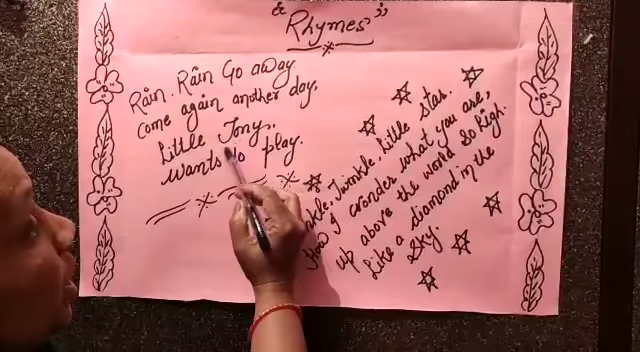 "Rhymes"
Rain. Rain Go away.
Come again another day.
Little Tony,
wants to play.
Twinkle, Twinkle, Little star.
How I wonder what you are,
up above the world So high.
Like a diamond in the
Sky.